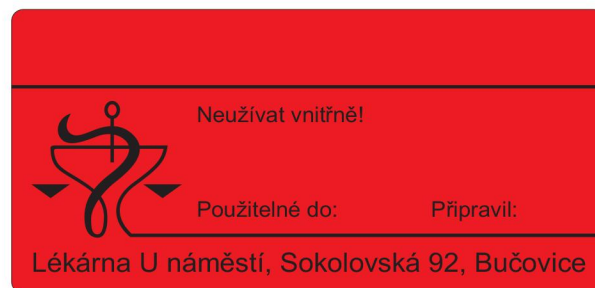 Neužívat vnitřně!
Použitelné do: Připravil:
Lékárna U náměstí, Sokolovská 92, Bučovice